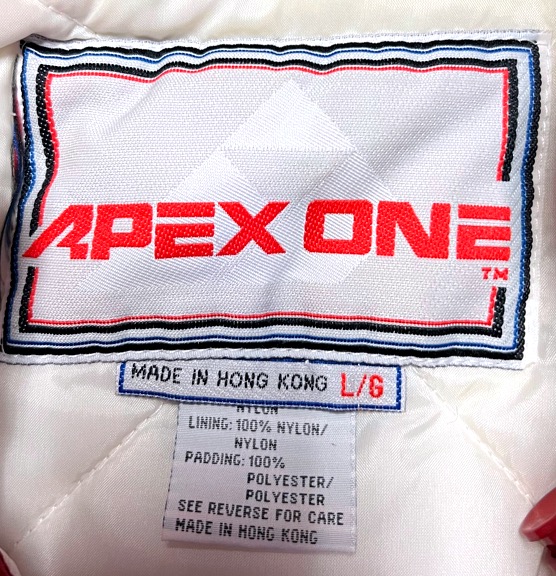 APEX ONE
TM
MADE IN HONG KONG L/G
NYLON
LINING: 100% NYLON/
NYLON
PADDING: 100%
POLYESTER/
POLYESTER
SEE REVERSE FOR CARE
MADE IN HONG KONG